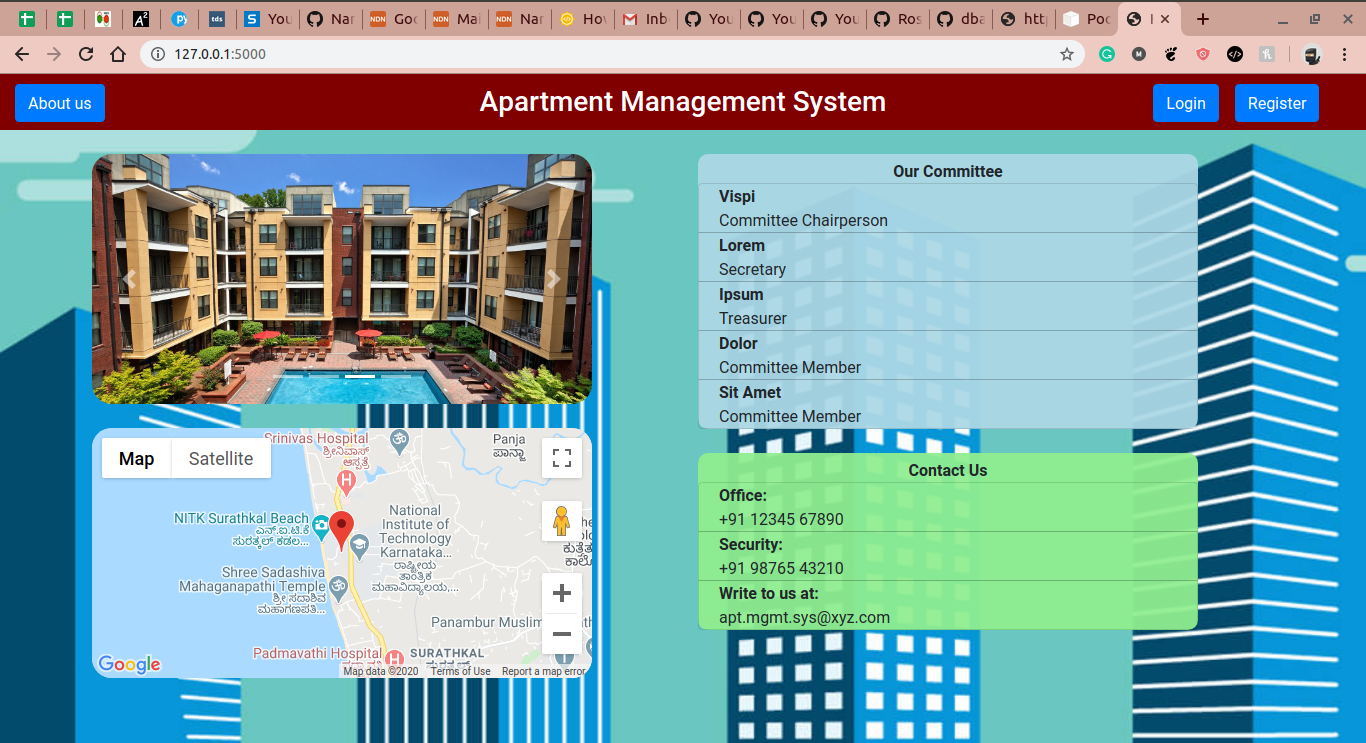 You
Nar
NDN
Goo
NDN
Mai
NDN
Nar
Hov
Inb
You
You
You
Ros
dba
http
Poc
127.0.0.1:5000
About us
Apartment Management System
Login
Register
Map
Satellite
Srinivas Hospital
ಶ್ರೀನಿವಾಸ್
ಆಸ್ಪತ್ರೆ
Panja
ಪಾನ್ಜಾ
NITK Surathkal Beach
ಎನ್.ಐ.ಟಿ.ಕೆ
ಸುರತ್ಕಲ್ ಕಡಲ...
National
Institute of
Technology
Karnataka...
ರಾಷ್ಟ್ರೀಯ
ತಾಂತ್ರಿಕ
ಮಹಾವಿದ್ಯಾಲಯ,...
Shree Sadashiva
Mahaganapathi Temple
ಶ್ರೀ ಸದಾಶಿವ
ಮಹಾಗಣಪತಿ...
Panambur Muslim
Padmavathi Hospital
SURATHKAL
Google
Map data ©2020
Terms of Use
Report a map error
Our Committee
Vispi
Committee Chairperson
Lorem
Secretary
Ipsum
Treasurer
Dolor
Committee Member
Sit Amet
Committee Member
Contact Us
Office:
+91 12345 67890
Security:
+91 98765 43210
Write to us at:
apt.mgmt.sys@xyz.com